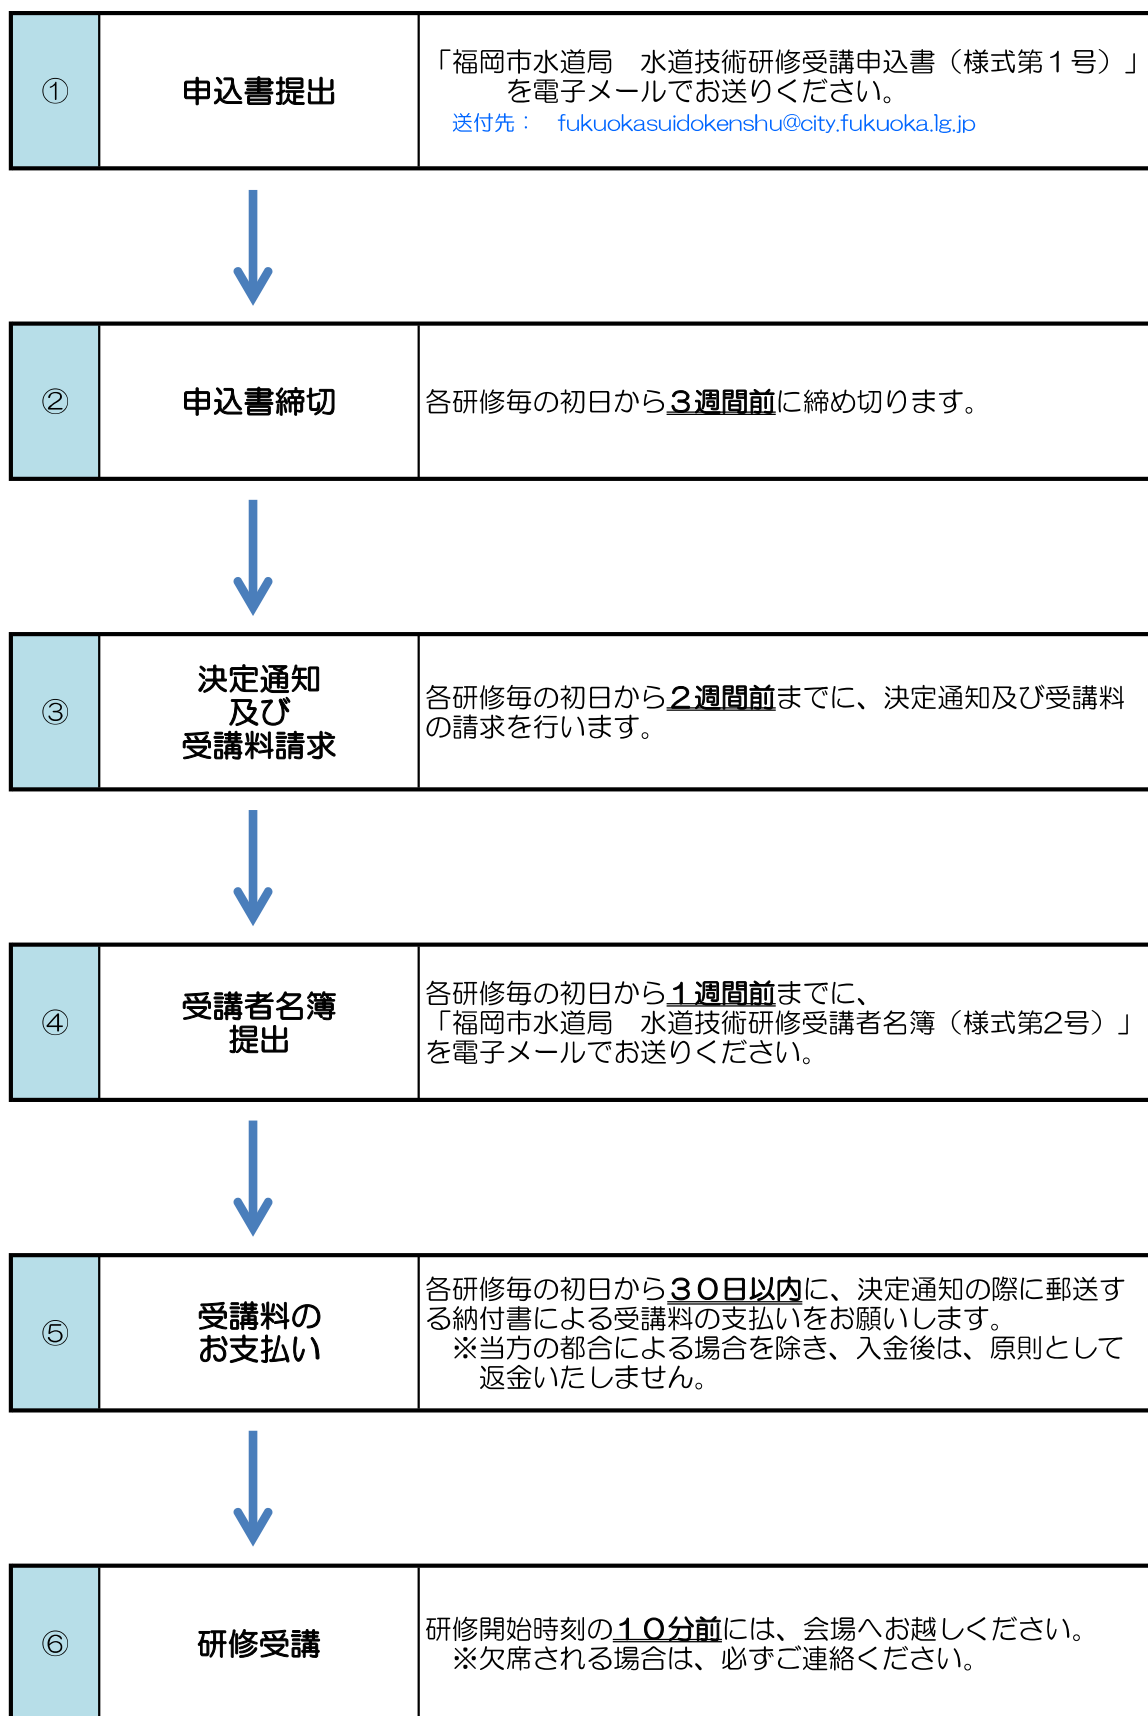 ①
申込書提出
「福岡市水道局　水道技術研修受講申込書（様式第１号）」
を電子メールでお送りください。
送付先：　fukuokasuidokenshu@city.fukuoka.lg.jp
②
申込書締切
各研修毎の初日から３週間前に締め切ります。
③
決定通知
及び
受講料請求
各研修毎の初日から２週間前までに、決定通知及び受講料
の請求を行います。
④
受講者名簿
提出
各研修毎の初日から１週間前までに、
「福岡市水道局　水道技術研修受講者名簿（様式第2号）」
を電子メールでお送りください。
⑤
受講料の
お支払い
各研修毎の初日から３０日以内に、決定通知の際に郵送す
る納付書による受講料の支払いをお願いします。
※当方の都合による場合を除き、入金後は、原則として
返金いたしません。
⑥
研修受講
研修開始時刻の１０分前には、会場へお越しください。
※欠席される場合は、必ずご連絡ください。